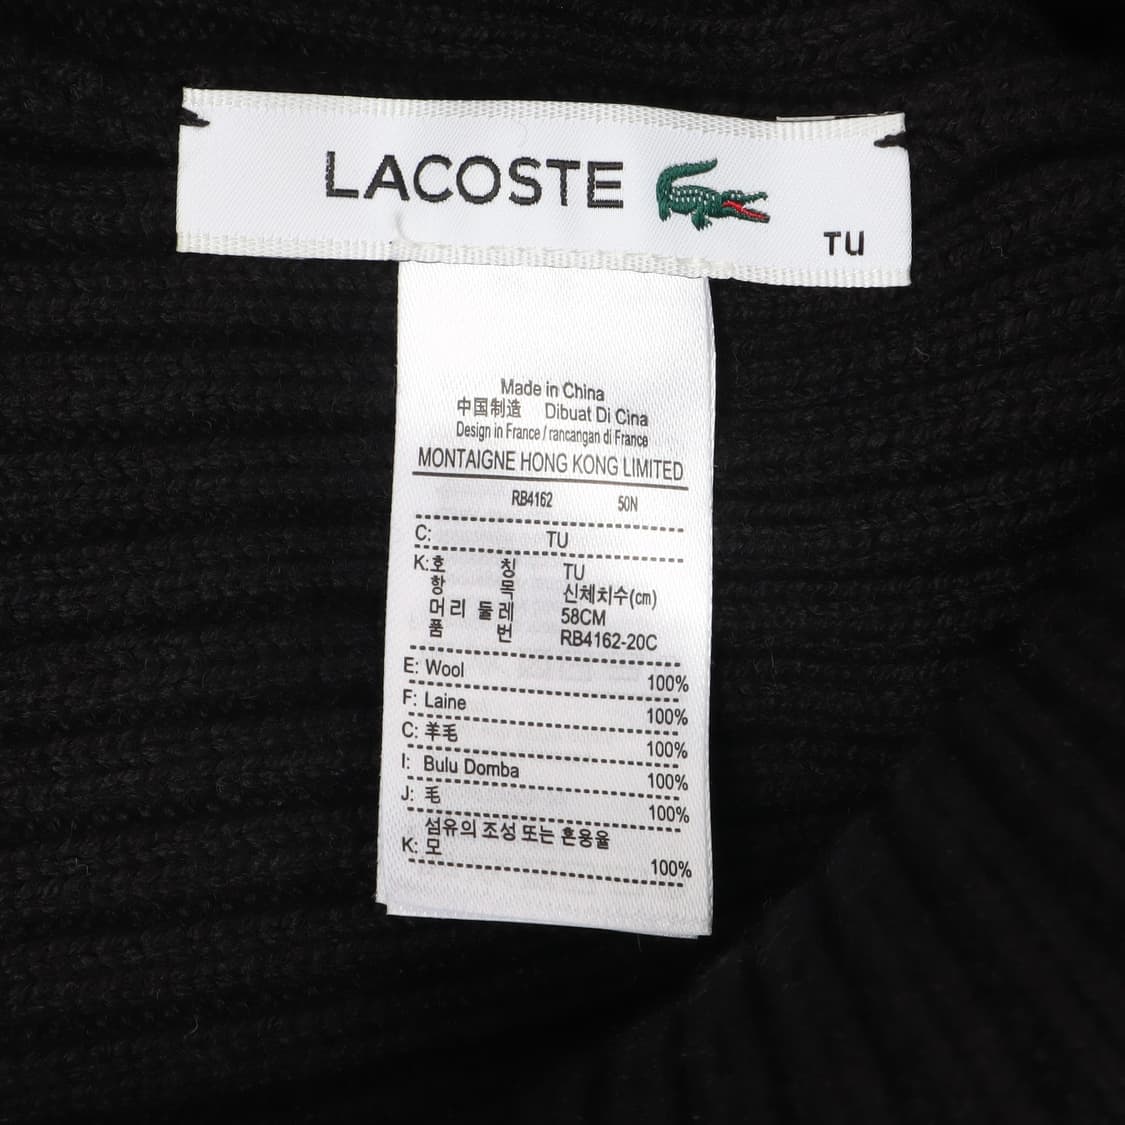 LACOSTE
TU
Made in China
中国制造 Dibuat Di Cina
Design in France / rancangan di France
MONTAIGNE HONG KONG LIMITED
RB4162 50N
C: TU
K:호 칭 TU
항 목 신체치수(cm)
머리 둘레 58CM
품 번 RB4162-20C
E: Wool 100%
F: Laine 100%
C: 羊毛 100%
I: Bulu Domba 100%
J: 毛 100%
섬유의 조성 또는 혼용율
K: 모 100%